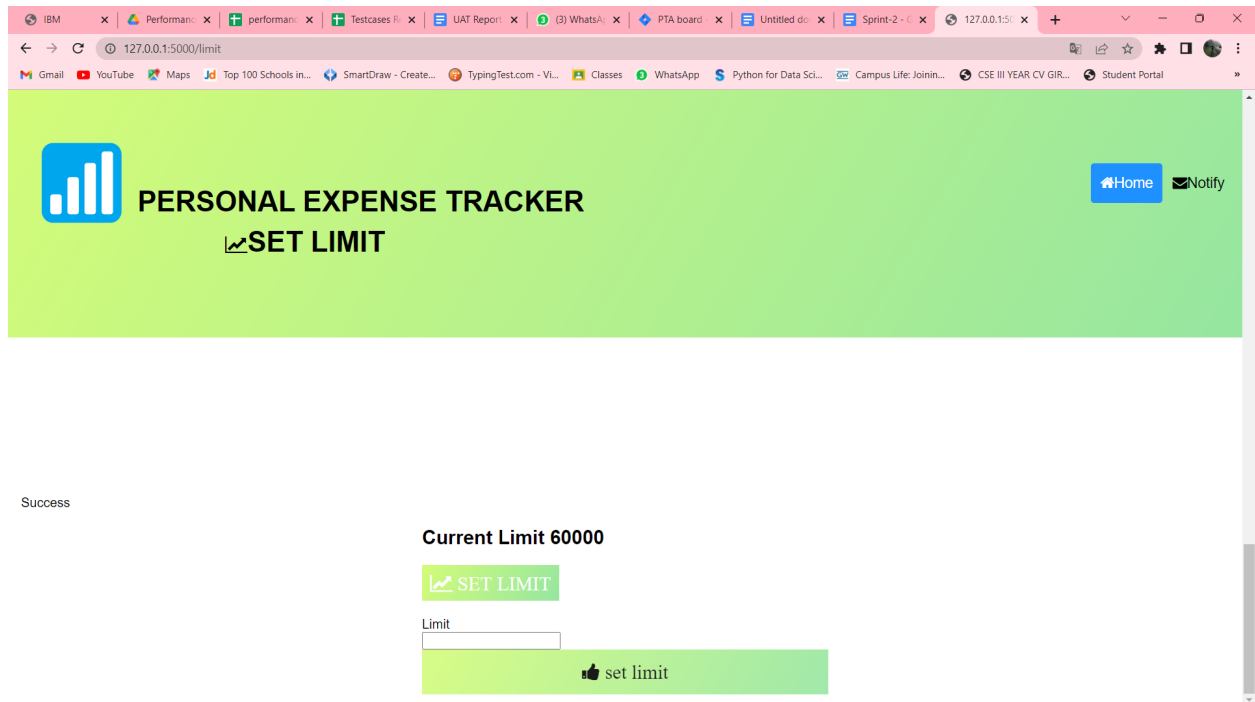 IBM
Performanc
performanc
Testcases R
UAT Report
(3) WhatsAp
PTA board -
Untitled do
Sprint-2 - G
127.0.0.1:50
127.0.0.1:5000/limit
Gmail
YouTube
Maps
Top 100 Schools in...
SmartDraw - Create...
TypingTest.com - Vi...
Classes
WhatsApp
Python for Data Sci...
Campus Life: Joinin...
CSE III YEAR CV GIR...
Student Portal
»
PERSONAL EXPENSE TRACKER
SET LIMIT
Home
Notify
Success
Current Limit 60000
SET LIMIT
Limit
set limit